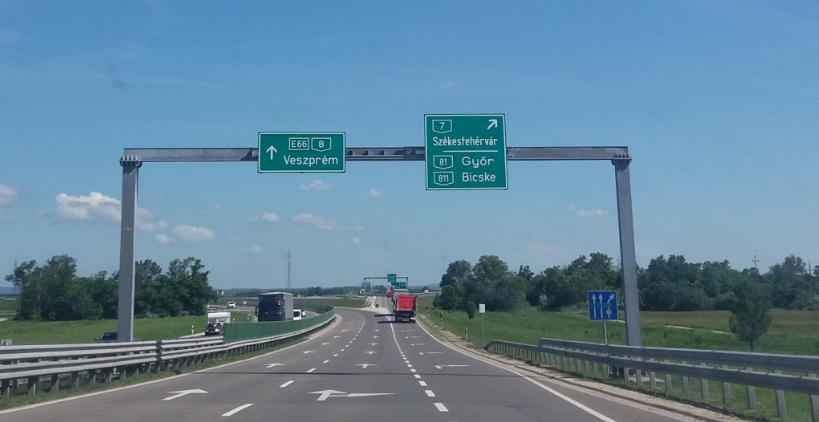 E66 8
Veszprém
7
Székesfehérvár
81 Győr
811 Bicske